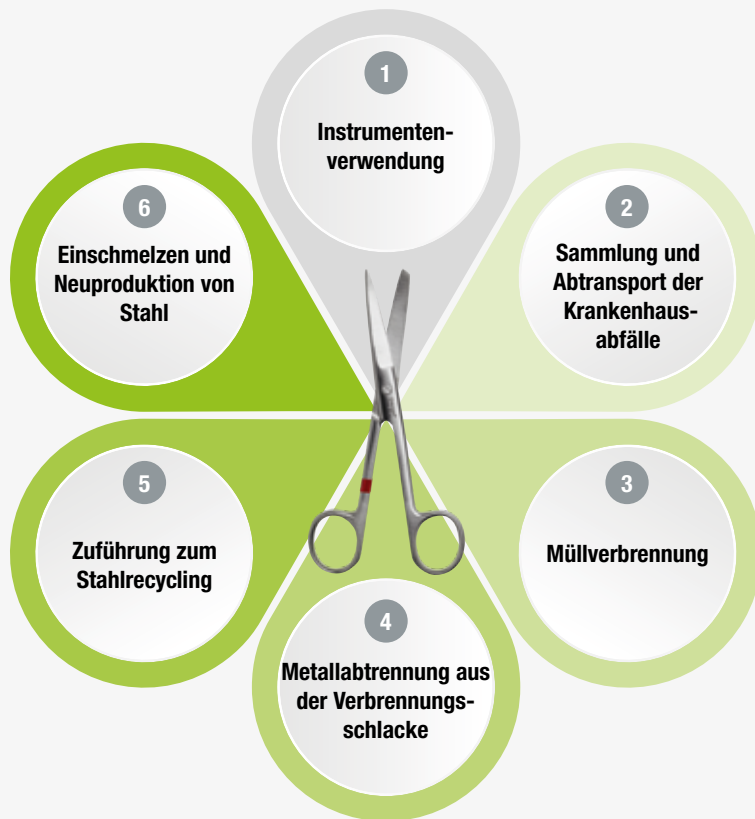 1
Instrumenten-
verwendung
2
Sammlung und
Abtransport der
Krankenhaus-
abfälle
3
Müllverbrennung
4
Metallabtrennung aus
der Verbrennungs-
schlacke
5
Zuführung zum
Stahlrecycling
6
Einschmelzen und
Neuproduktion von
Stahl